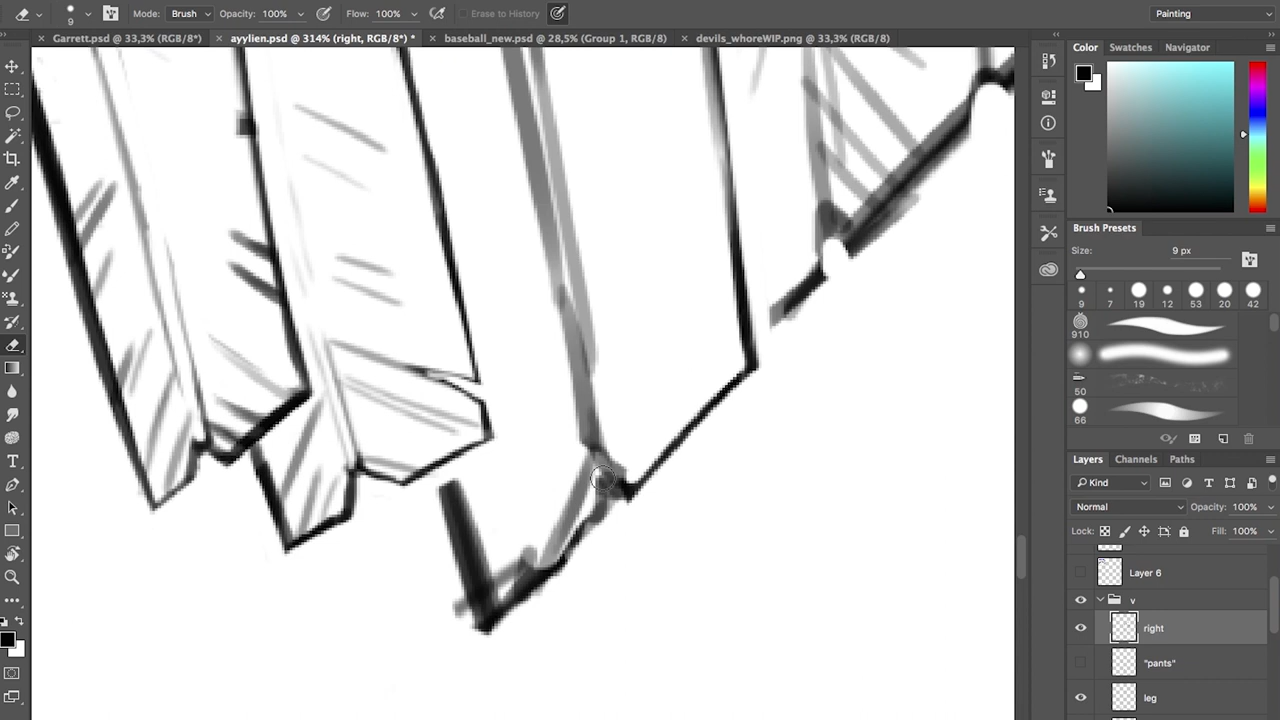 9
Mode: Brush
Opacity: 100%
Flow: 100%
Erase to History
Painting
Garrett.psd @ 33,3% (RGB/8*)
ayylien.psd @ 314% (right, RGB/8*) *
baseball_new.psd @ 28,5% (Group 1, RGB/8)
devils_whoreWIP.png @ 33,3% (RGB/8)
Color Swatches Navigator
Brush Presets
Size: 9 px
9 7 19 12 53 20 42
910
50
66
Layers Channels Paths
Kind
Normal Opacity: 100%
Lock: Fill: 100%
Layer 6
v
right
"pants"
leg